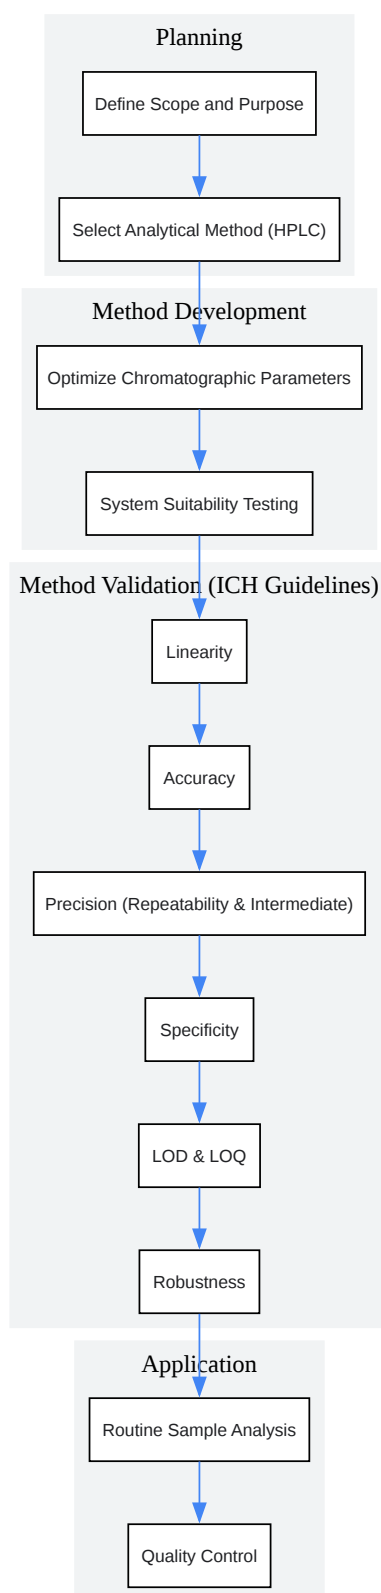 Planning
Define Scope and Purpose
Select Analytical Method (HPLC)
Method Development
Optimize Chromatographic Parameters
System Suitability Testing
Method Validation (ICH Guidelines)
Linearity
Accuracy
Precision (Repeatability & Intermediate)
Specificity
LOD & LOQ
Robustness
Application
Routine Sample Analysis
Quality Control